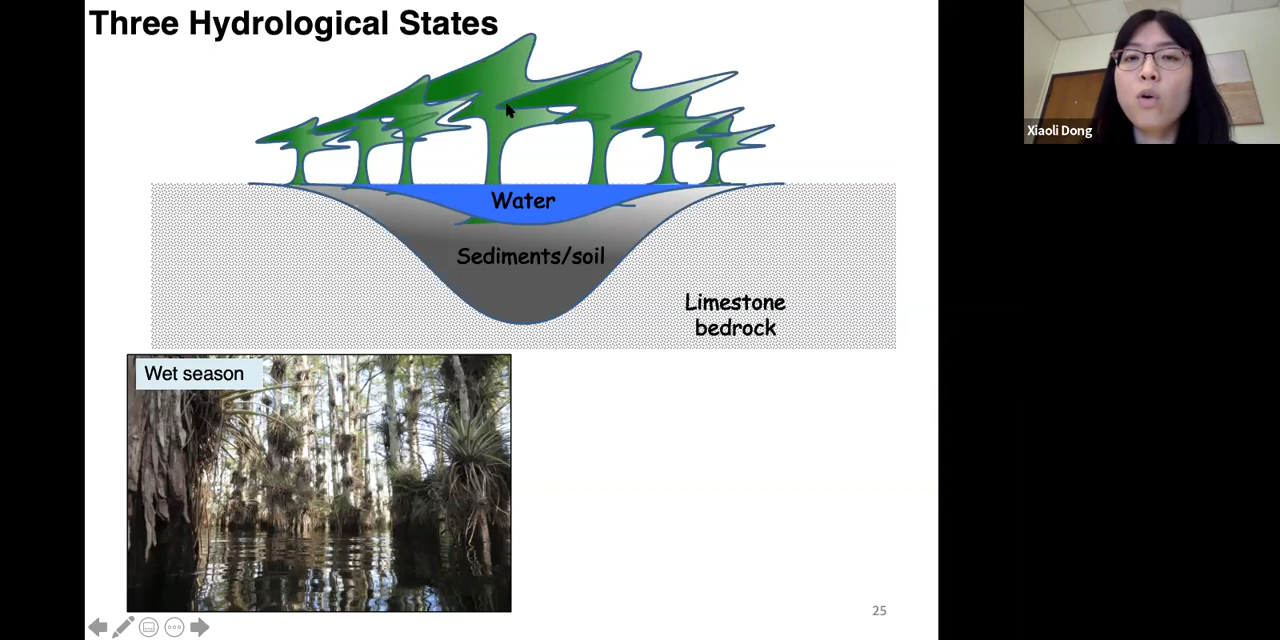 Three Hydrological States
Water
Sediments/soil
Limestone
bedrock
Wet season
25
Xiaoli Dong